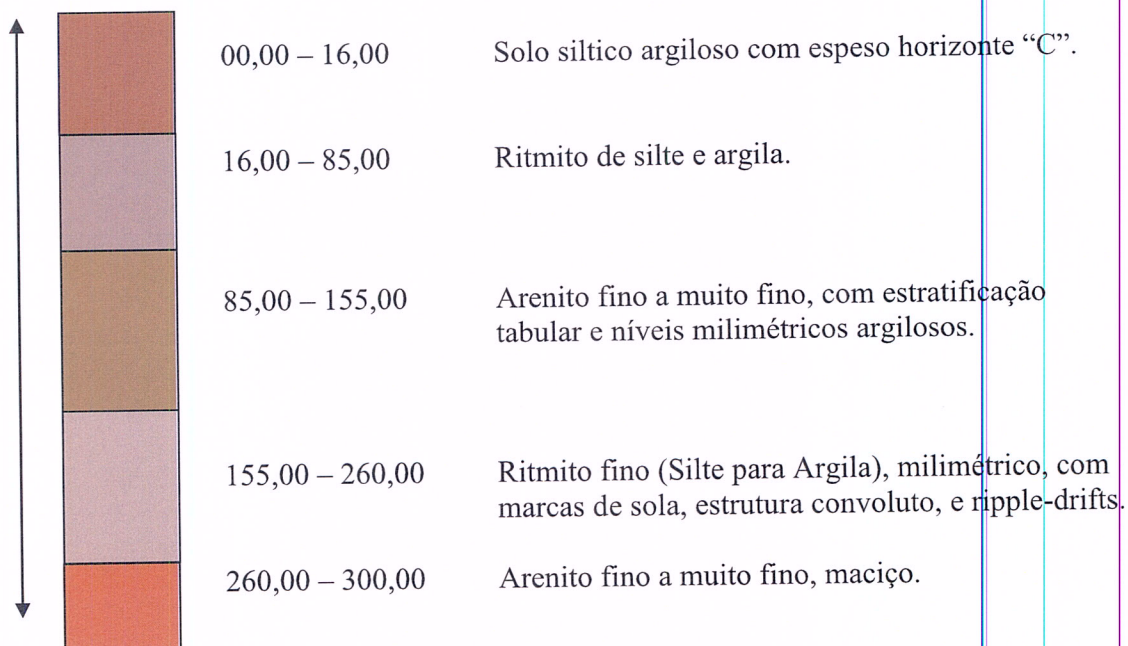 00,00 – 16,00 Solo siltico argiloso com espeso horizonte “C”.
16,00 – 85,00 Ritmito de silte e argila.
85,00 – 155,00 Arenito fino a muito fino, com estratificação
tabular e níveis milimétricos argilosos.
155,00 – 260,00 Ritmito fino (Silte para Argila), milimétrico, com
marcas de sola, estrutura convoluto, e ripple-drifts.
260,00 – 300,00 Arenito fino a muito fino, maciço.